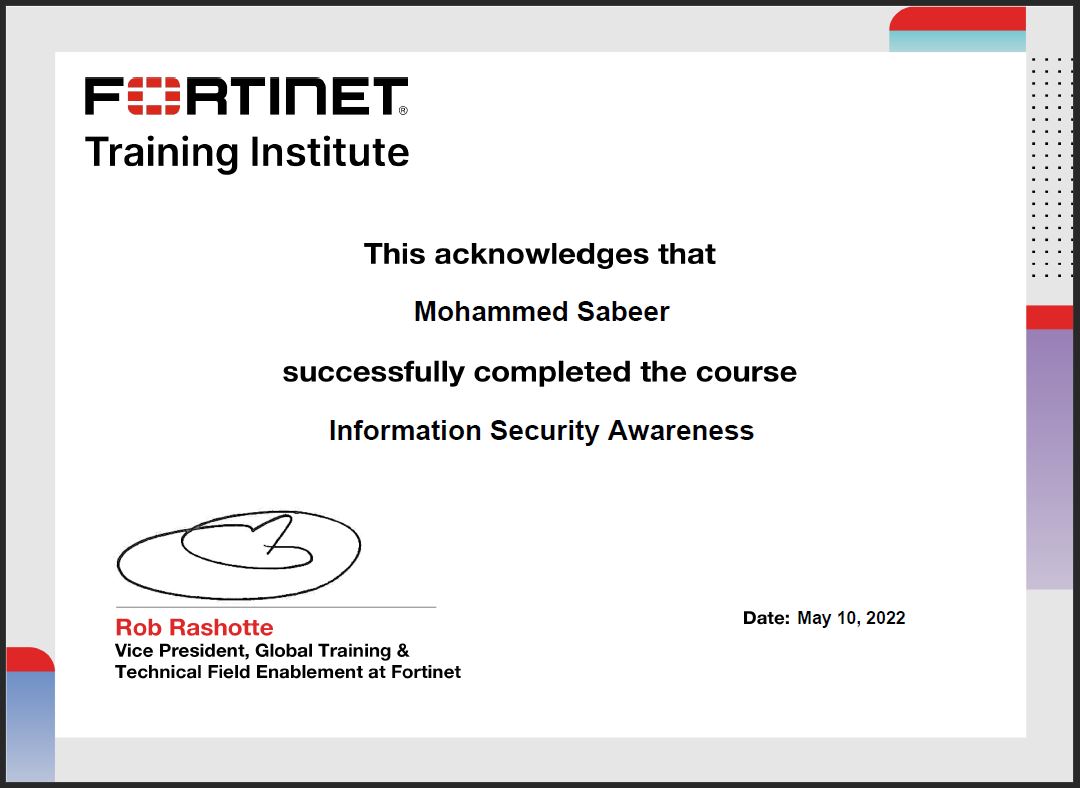 FORTINET®
Training Institute
This acknowledges that
Mohammed Sabeer
successfully completed the course
Information Security Awareness
Rob Rashotte
Vice President, Global Training &
Technical Field Enablement at Fortinet
Date: May 10, 2022